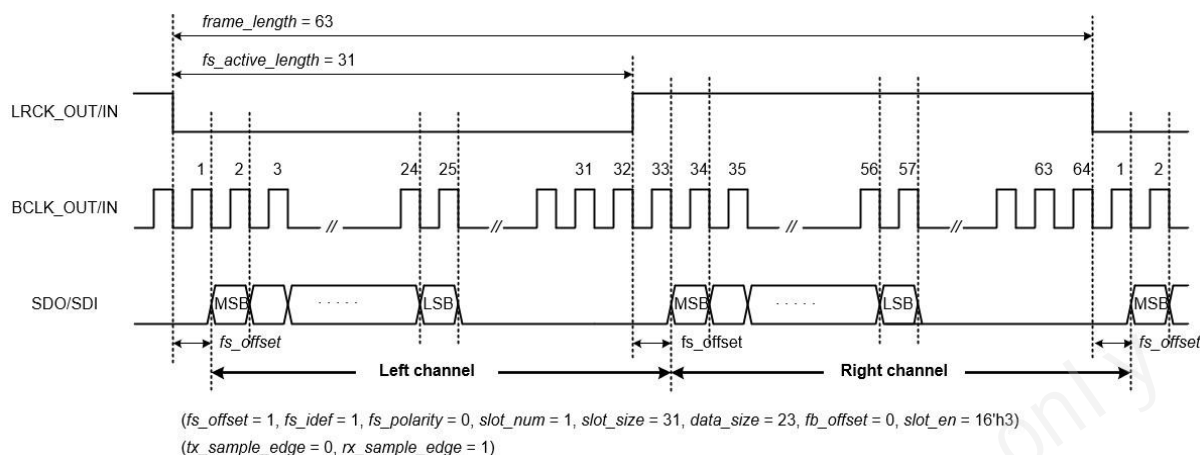 frame_length = 63
fs_active_length = 31
LRCK_OUT/IN
1 2 3 24 25 31 32 33 34 35 56 57 63 64 1 2
BCLK_OUT/IN // // // //
SDO/SDI MSB ····· LSB MSB ····· LSB MSB
fs_offset fs_offset fs_offset
Left channel Right channel
(fs_offset = 1, fs_idef = 1, fs_polarity = 0, slot_num = 1, slot_size = 31, data_size = 23, fb_offset = 0, slot_en = 16'h3)
(tx_sample_edge = 0, rx_sample_edge = 1)
only